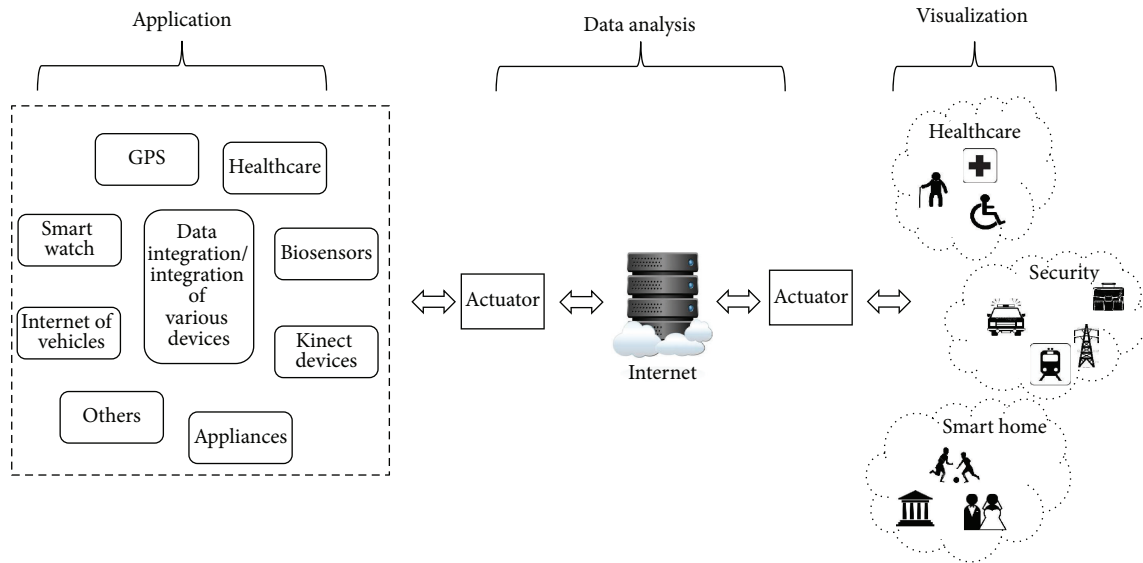 Application
Data analysis
Visualization
GPS
Healthcare
Smart
watch
Data
integration/
integration
of
various
devices
Biosensors
Internet of
vehicles
Kinect
devices
Others
Appliances
Actuator
Internet
Actuator
Healthcare
Security
Smart home